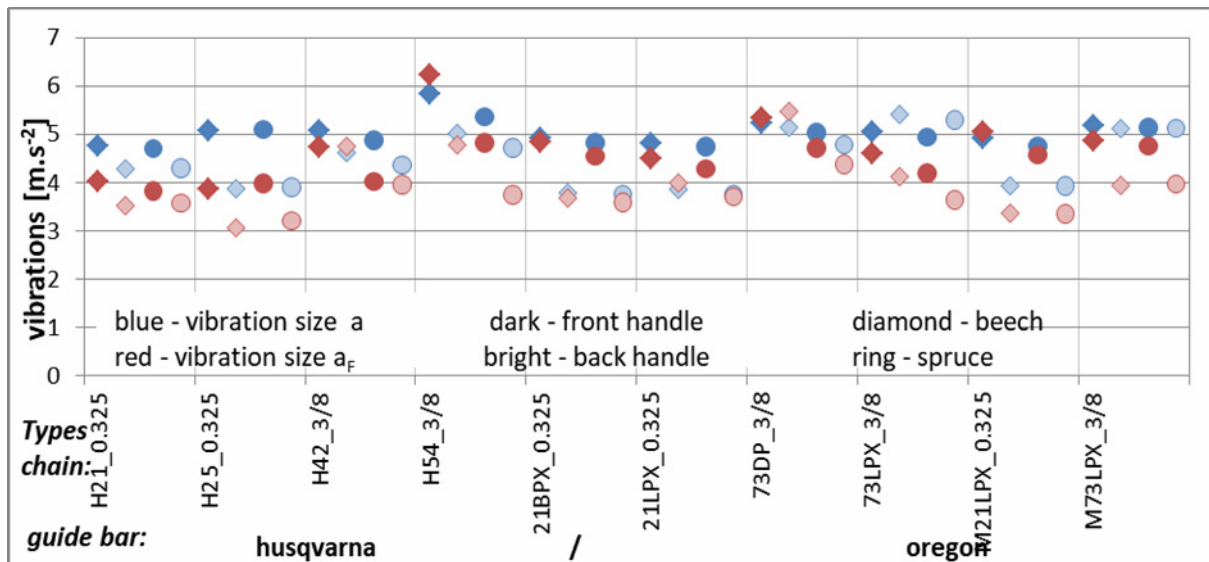 7
6
5
4
3
2
1
0
vibrations [m.s-2]
blue - vibration size a
dark - front handle
diamond - beech
red - vibration size aF
bright - back handle
ring - spruce
Types
chain:
H21_0.325
H25_0.325
H42_3/8
H54_3/8
21BPX_0.325
21LPX_0.325
73DP_3/8
73LPX_3/8
M21LPX_0.325
M73LPX_3/8
guide bar:
husqvarna
/
oregon